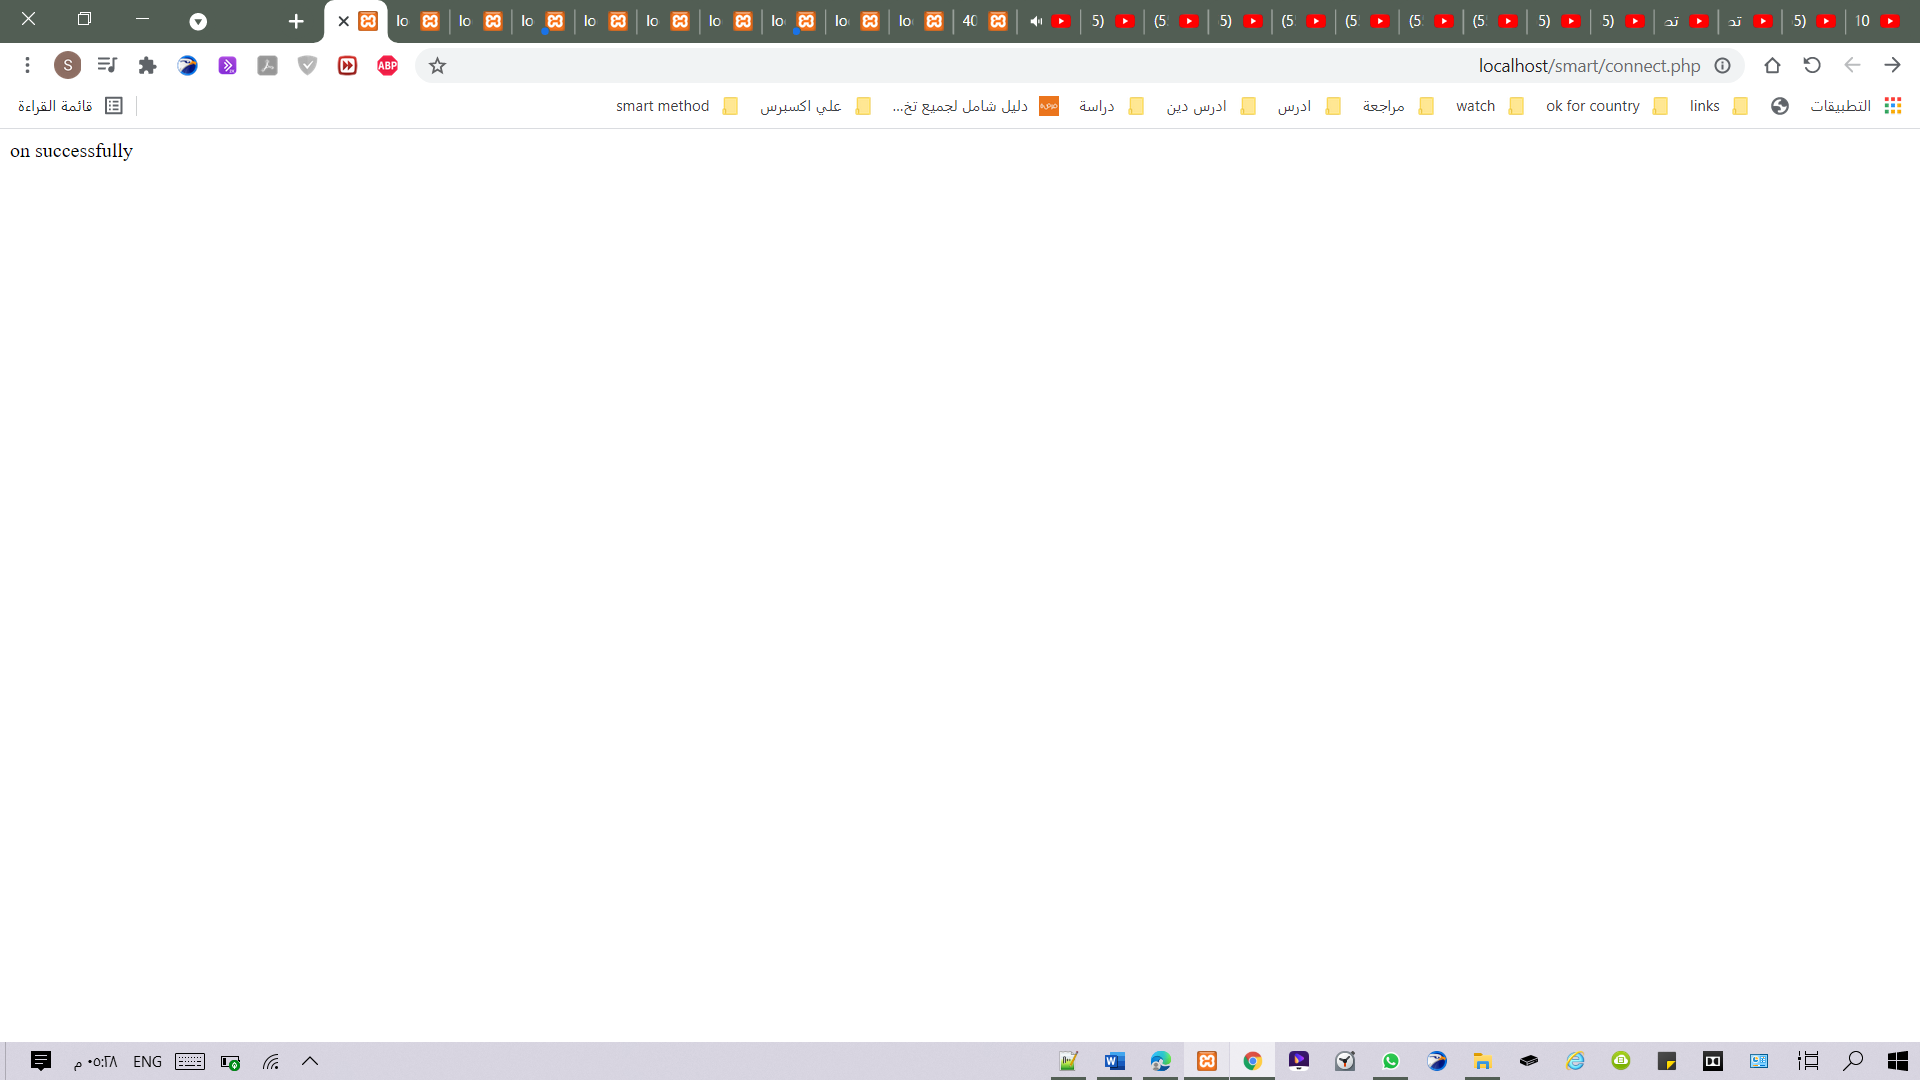 lo lo lo lo lo lo lo lo lo 40 5) (5 5) (5 (5 (5 (5 5) 5) تد تد 5) 10
S ABP localhost/smart/connect.php
التطبيقات links ok for country watch مراجعة ادرس ادرس دين دراسة دليل شامل لجميع تخ... علي اكسبرس smart method قائمة القراءة
on successfully
٠٥:٢٨ م ENG